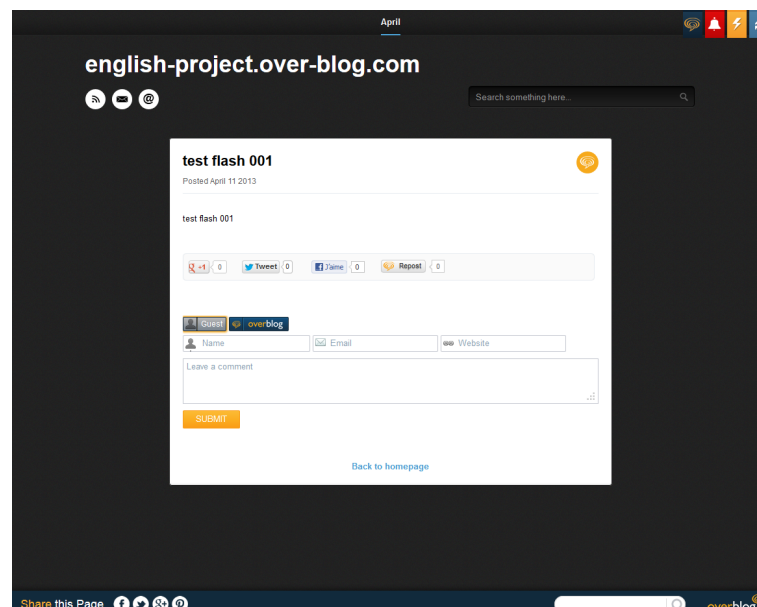 April
english-project.over-blog.com
Search something here...
test flash 001
Posted April 11 2013
test flash 001
+1 0 Tweet 0 J'aime 0 Repost 0
Guest overblog
Name Email Website
Leave a comment
SUBMIT
Back to homepage
Share this Page overblog